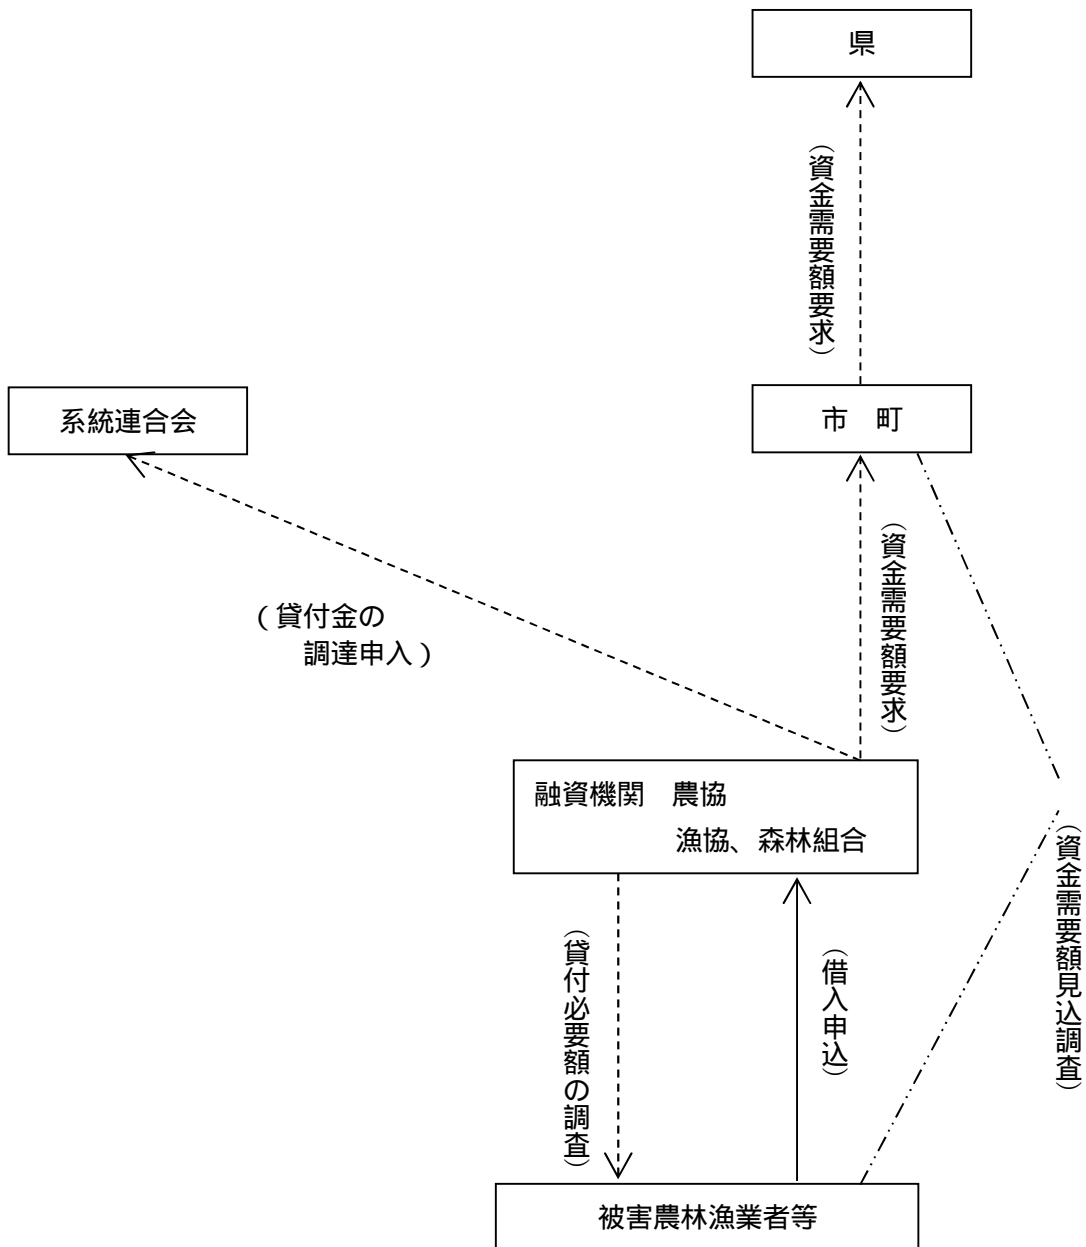 県
(資金需要額要求)
系統連合会
市　町
(資金需要額要求)
(貸付金の
調達申入)
融資機関　農協
漁協、森林組合
(資金需要額見込調査)
(貸付必要額の調査)
(借入申込)
被害農林漁業者等